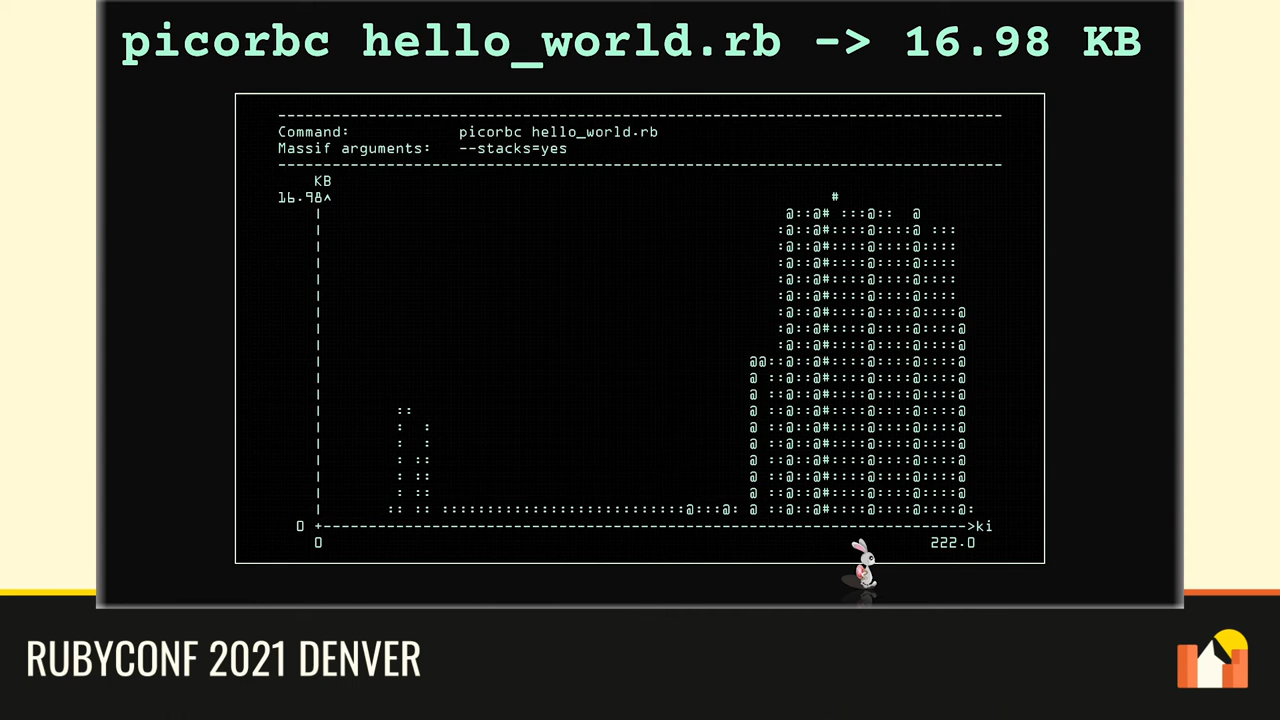 picorbc hello_world.rb -> 16.98 KB
--------------------------------------------------------------------------------
Command:            picorbc hello_world.rb
Massif arguments:   --stacks=yes
--------------------------------------------------------------------------------
KB
16.98^
#
@::@# :::@:: @
:@::@#::::@::::@ :::
:@::@#::::@::::@::::
:@::@#::::@::::@::::
:@::@#::::@::::@::::
:@::@#::::@::::@::::
:@::@#::::@::::@::::@
:@::@#::::@::::@::::@
:@::@#::::@::::@::::@
@@::@::@#::::@::::@::::@
@ ::@::@#::::@::::@::::@
@ ::@::@#::::@::::@::::@
:: @ ::@::@#::::@::::@::::@
: : @ ::@::@#::::@::::@::::@
: : @ ::@::@#::::@::::@::::@
: :: @ ::@::@#::::@::::@::::@
: :: @ ::@::@#::::@::::@::::@
: :: @ ::@::@#::::@::::@::::@
:: :: :::::::::::::::::::::::::::@:::@: @ ::@::@#::::@::::@::::@:
0 +----------------------------------------------------------------------->ki
0 222.0
RUBYCONF 2021 DENVER